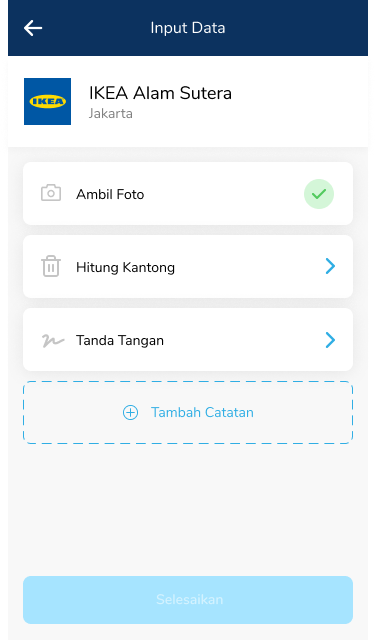 Input Data
IKEA
IKEA Alam Sutera
Jakarta
Ambil Foto
Hitung Kantong
Tanda Tangan
Tambah Catatan
Selesaikan